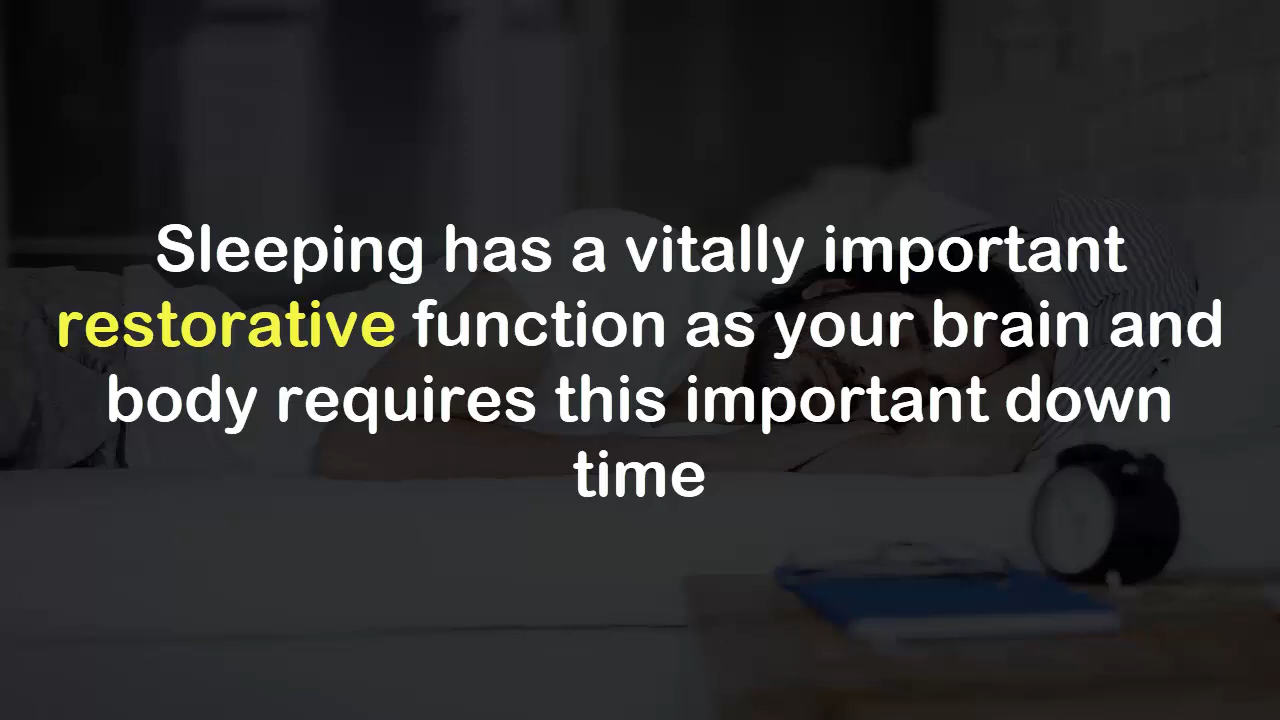 Sleeping has a vitally important
restorative function as your brain and
body requires this important down
time